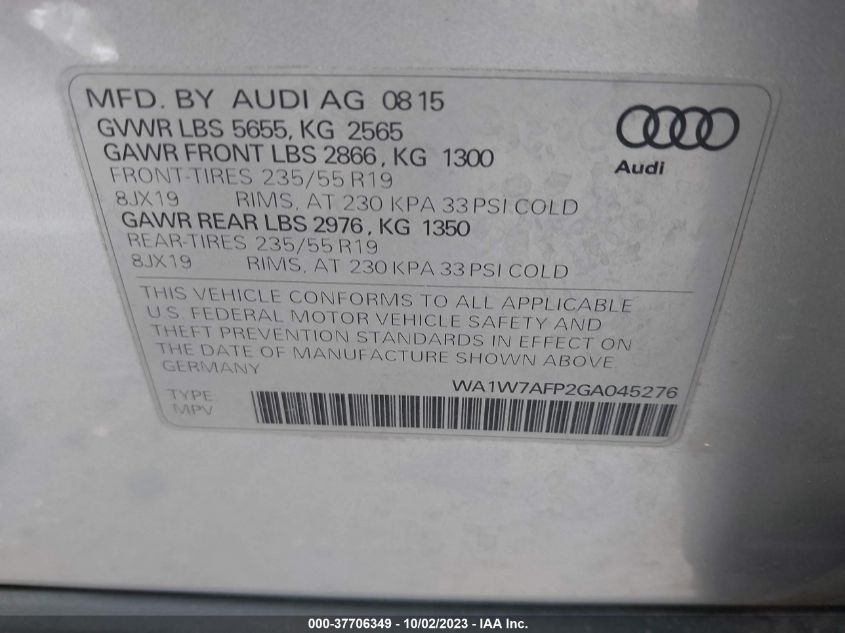 MFD. BY AUDI AG 08 15
GVWR LBS 5655, KG 2565
GAWR FRONT LBS 2866, KG 1300
FRONT-TIRES 235/55 R19
8JX19 RIMS, AT 230 KPA 33 PSI COLD
GAWR REAR LBS 2976, KG 1350
REAR-TIRES 235/55 R19
8JX19 RIMS, AT 230 KPA 33 PSI COLD
Audi
THIS VEHICLE CONFORMS TO ALL APPLICABLE
U.S. FEDERAL MOTOR VEHICLE SAFETY AND
THEFT PREVENTION STANDARDS IN EFFECT ON
THE DATE OF MANUFACTURE SHOWN ABOVE.
GERMANY
WA1W7AFP2GA045276
TYPE:
MPV
000-37706349 - 10/02/2023 - IAA Inc.